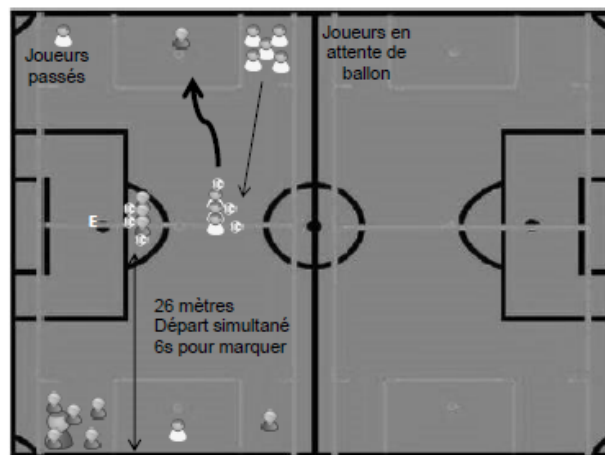 Joueurs
passés
Joueurs en
attente de
ballon
E
26 mètres
Départ simultané
6s pour marquer